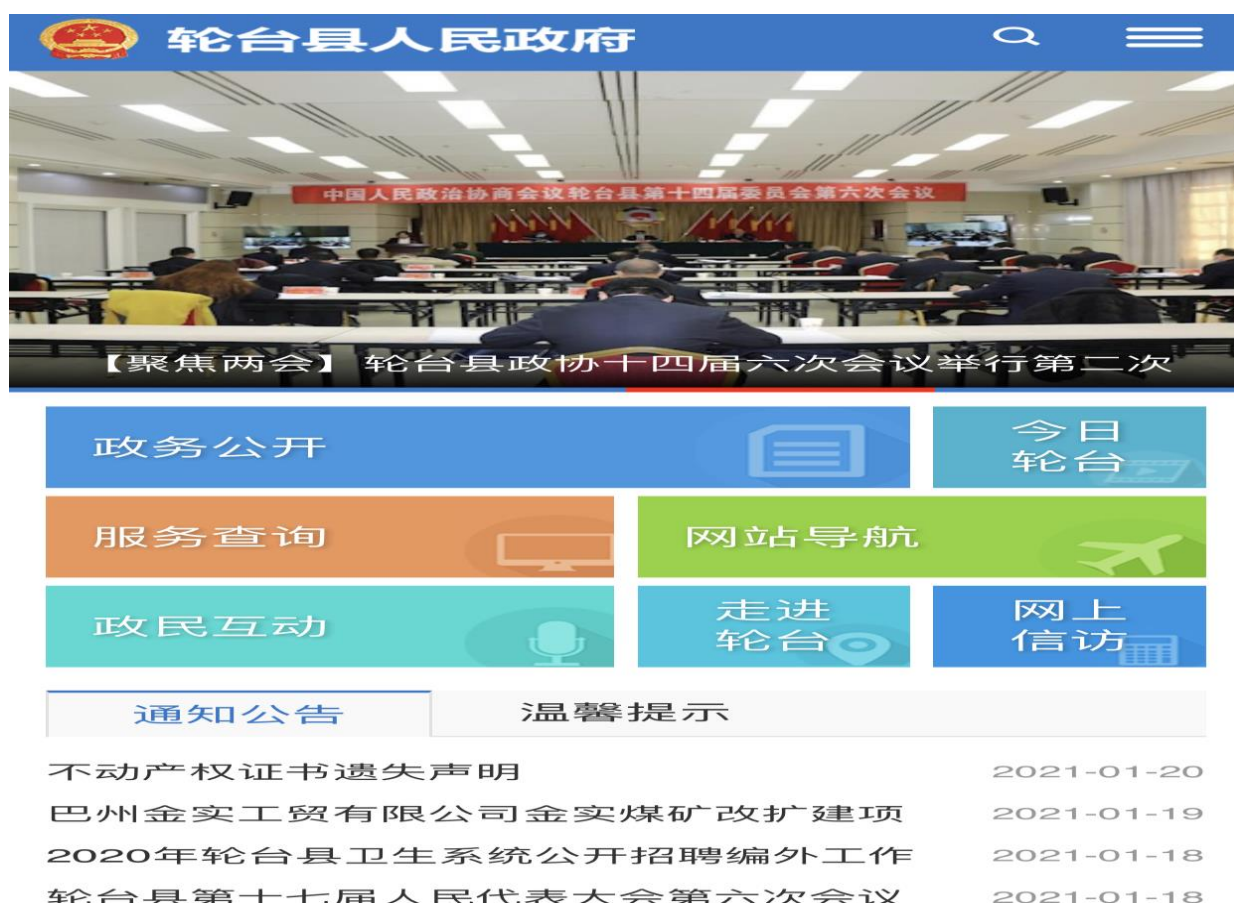 轮台县人民政府
中国人民政治协商会议轮台县第十四届委员会第六次会议
【聚焦两会】轮台县政协十四届六次会议举行第二次
政务公开
今日
轮台
服务查询
网站导航
政民互动
走进
轮台
网上
信访
通知公告
温馨提示
不动产权证书遗失声明
2021-01-20
巴州金实工贸有限公司金实煤矿改扩建项
2021-01-19
2020年轮台县卫生系统公开招聘编外工作
2021-01-18
轮台县第十七届人民代表大会第六次会议
2021-01-18